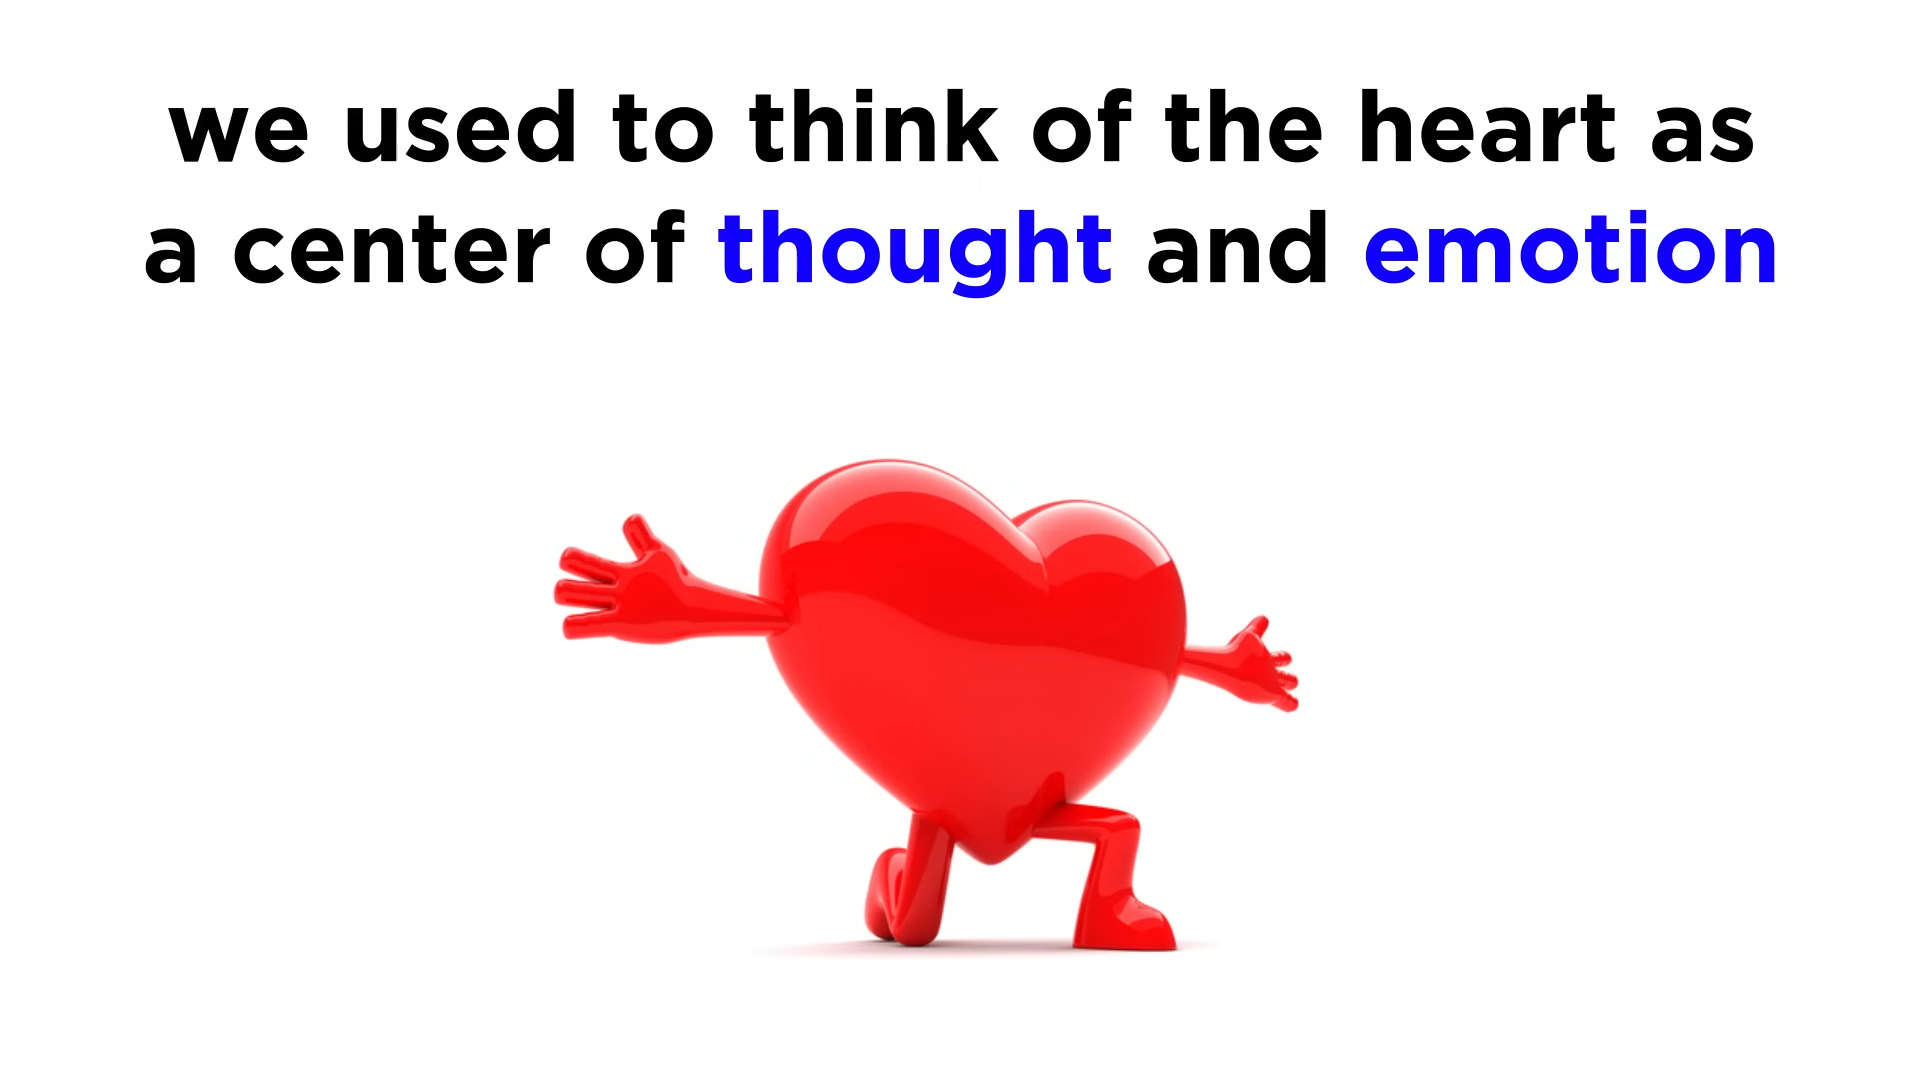 we used to think of the heart as
a center of thought and emotion